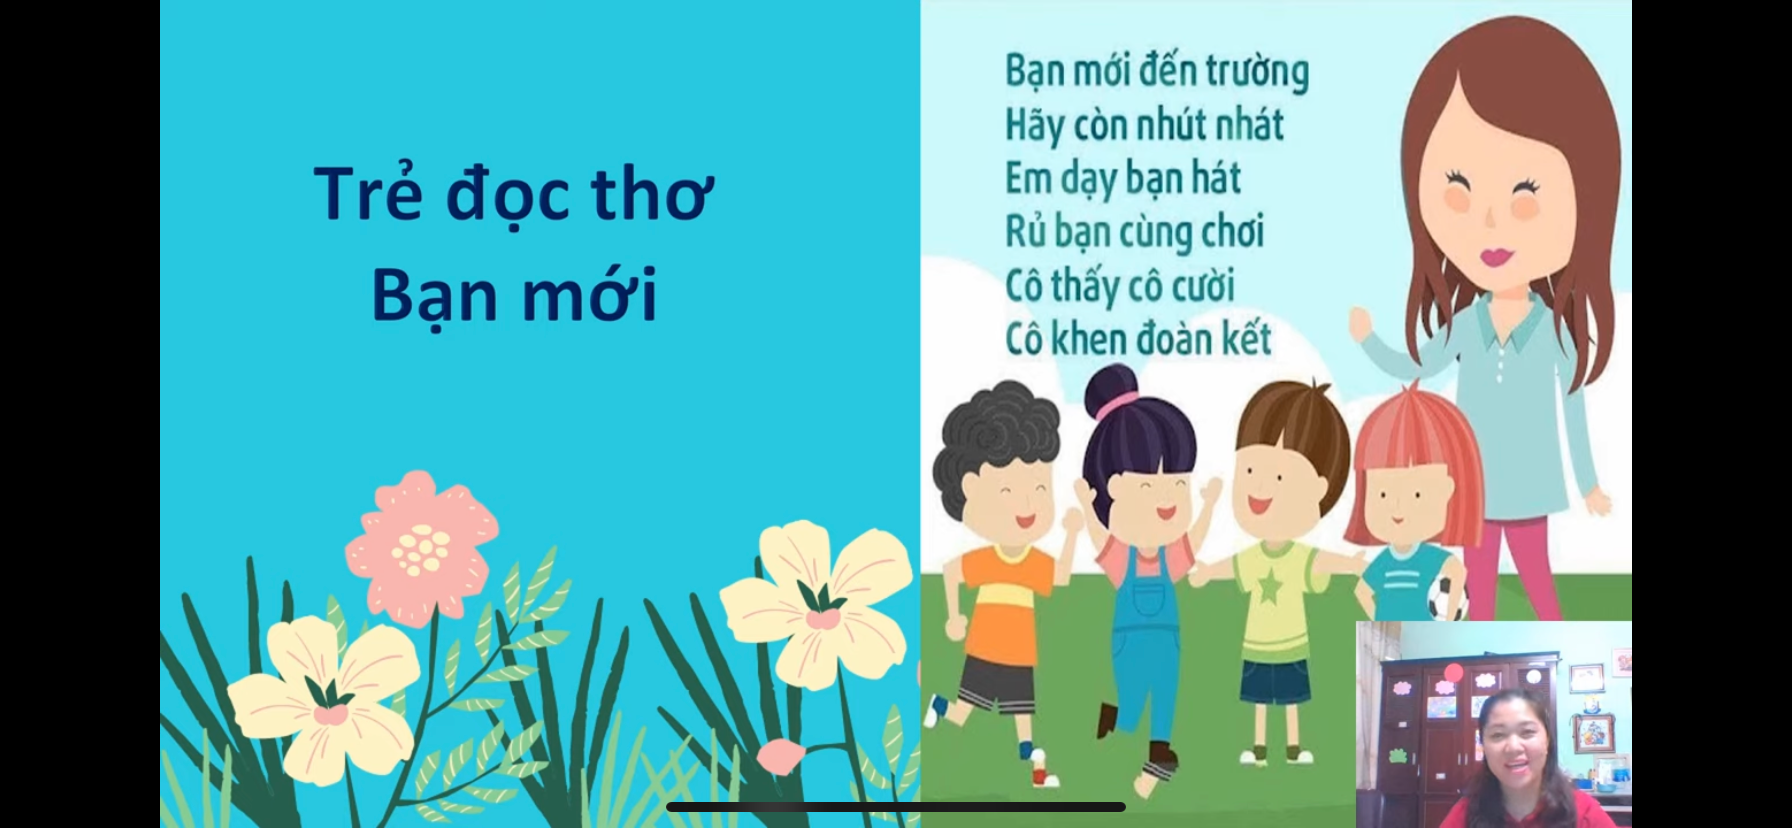 Trẻ đọc thơ
Bạn mới
Bạn mới đến trường
Hãy còn nhút nhát
Em dạy bạn hát
Rủ bạn cùng chơi
Cô thấy cô cười
Cô khen đoàn kết